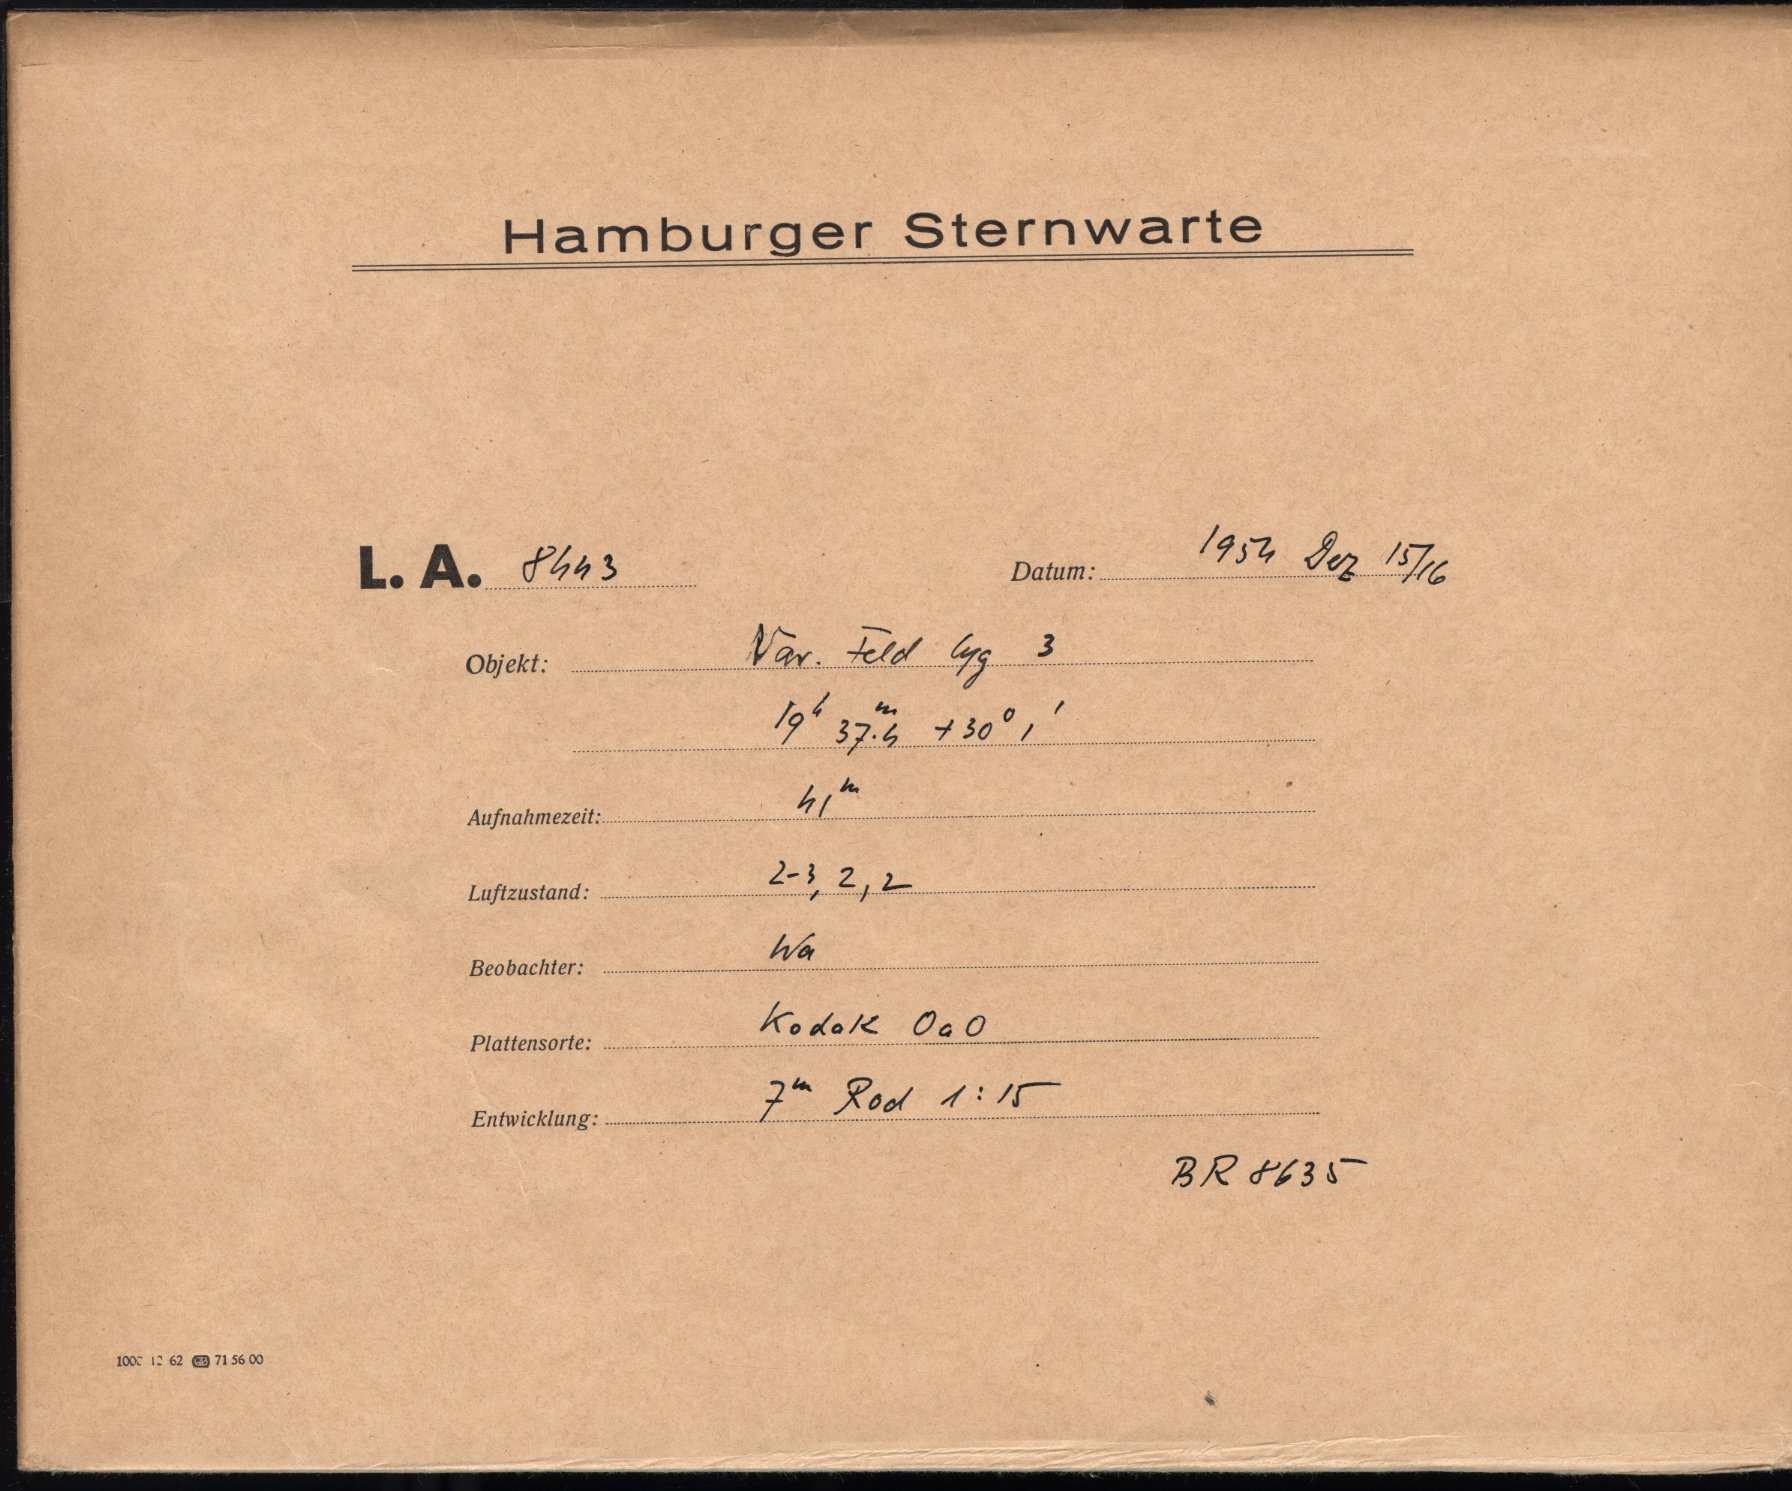 Hamburger Sternwarte
L. A. 8443
Datum: 1954 Dez 15/16
Objekt: Var. Feld Cyg 3
19h 37.4m +30° 1'
Aufnahmezeit: 41m
Luftzustand: 2-3, 2, 2
Beobachter: Wa
Plattensorte: Kodak OaO
Entwicklung: 7m Rod 1:15
BR 8635
1000 12 62 71 56 00